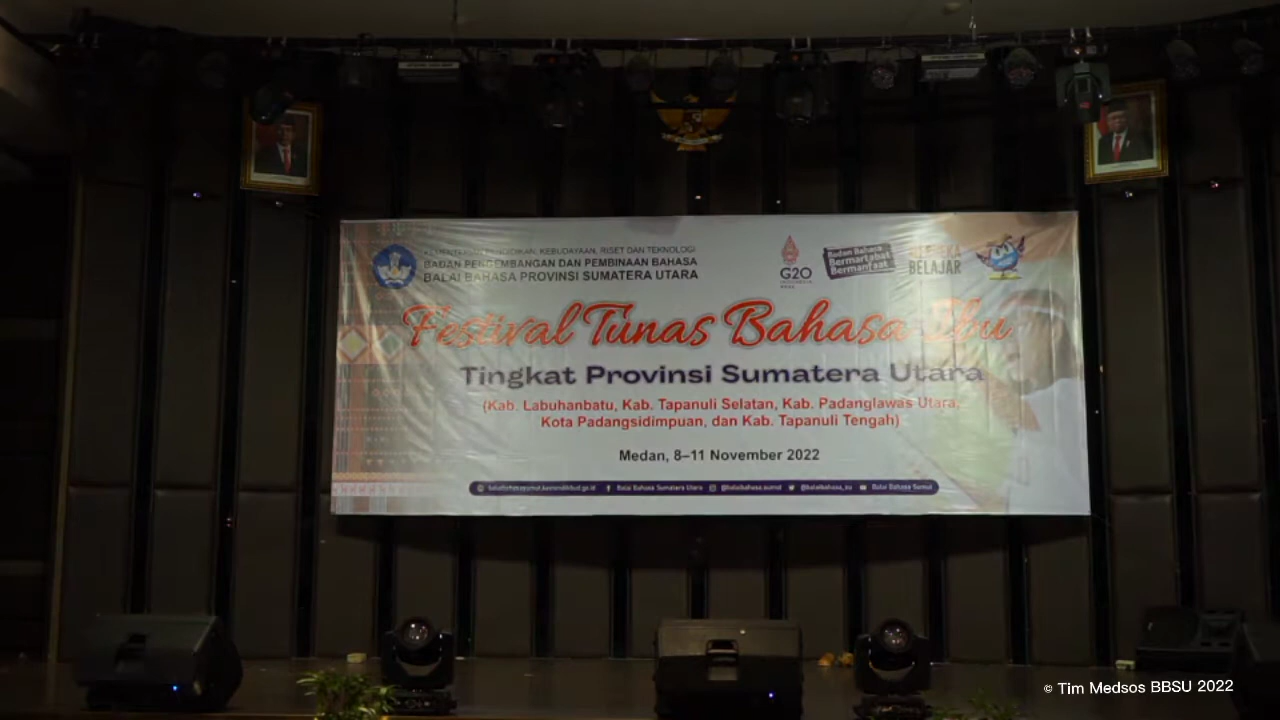 KEMENTERIAN PENDIDIKAN, KEBUDAYAAN, RISET DAN TEKNOLOGI
BADAN PENGEMBANGAN DAN PEMBINAAN BAHASA
BALAI BAHASA PROVINSI SUMATERA UTARA
G20
INDONESIA
Badan Bahasa
Bermartabat
Bermanfaat
MERDEKA
BELAJAR
Festival Tunas Bahasa Ibu
Tingkat Provinsi Sumatera Utara
(Kab. Labuhanbatu, Kab. Tapanuli Selatan, Kab. Padanglawas Utara,
Kota Padangsidimpuan, dan Kab. Tapanuli Tengah)
Medan, 8–11 November 2022
Balai Bahasa Sumatera Utara @balaibahasa.sumut @balaibahasa_su Balai Bahasa Sumut
© Tim Medsos BBSU 2022